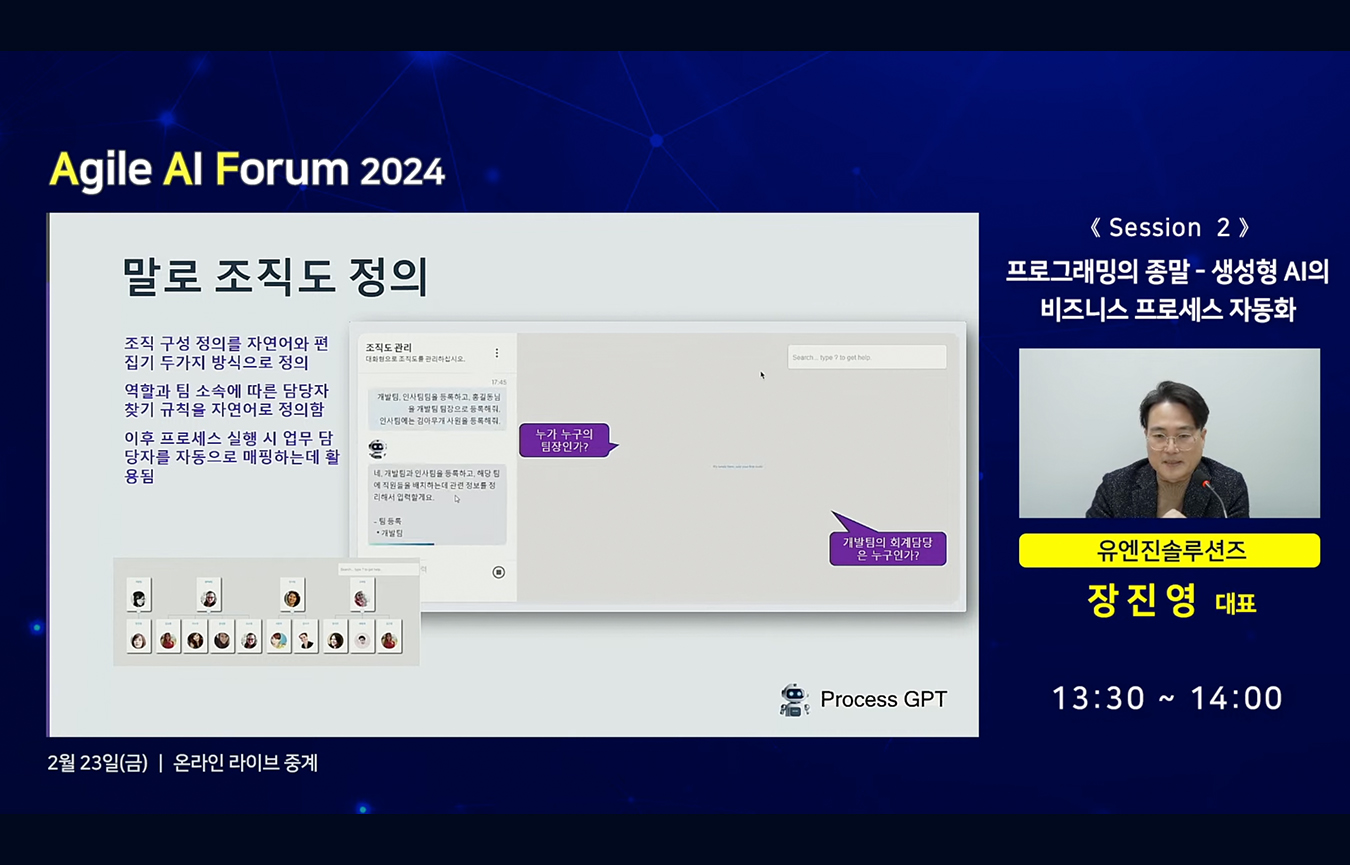 Agile AI Forum 2024
말로 조직도 정의
조직 구성 정의를 자연어와 편
집기 두가지 방식으로 정의
역할과 팀 소속에 따른 담당자
찾기 규칙을 자연어로 정의함
이후 프로세스 실행 시 업무 담
당자를 자동으로 매핑하는데 활
용됨
조직도 관리
대화형으로 조직도를 관리하십시오.
17:45
개발팀, 인사팀팀을 등록하고, 홍길동님
을 개발팀 팀장으로 등록해줘.
인사팀에는 김아무개 사원을 등록해줘.
네, 개발팀과 인사팀을 등록하고, 해당 팀
에 직원들을 배치하는데 관련 정보를 정
리해서 입력할게요.
- 팀 등록
• 개발팀
Search... type ? to get help.
누가 누구의
팀장인가?
개발팀의 회계담당
은 누구인가?
Search... type ? to get help.
Process GPT
《 Session 2 》
프로그래밍의 종말 - 생성형 AI의
비즈니스 프로세스 자동화
유엔진솔루션즈
장진영 대표
13:30 ~ 14:00
2월 23일(금) | 온라인 라이브 중계